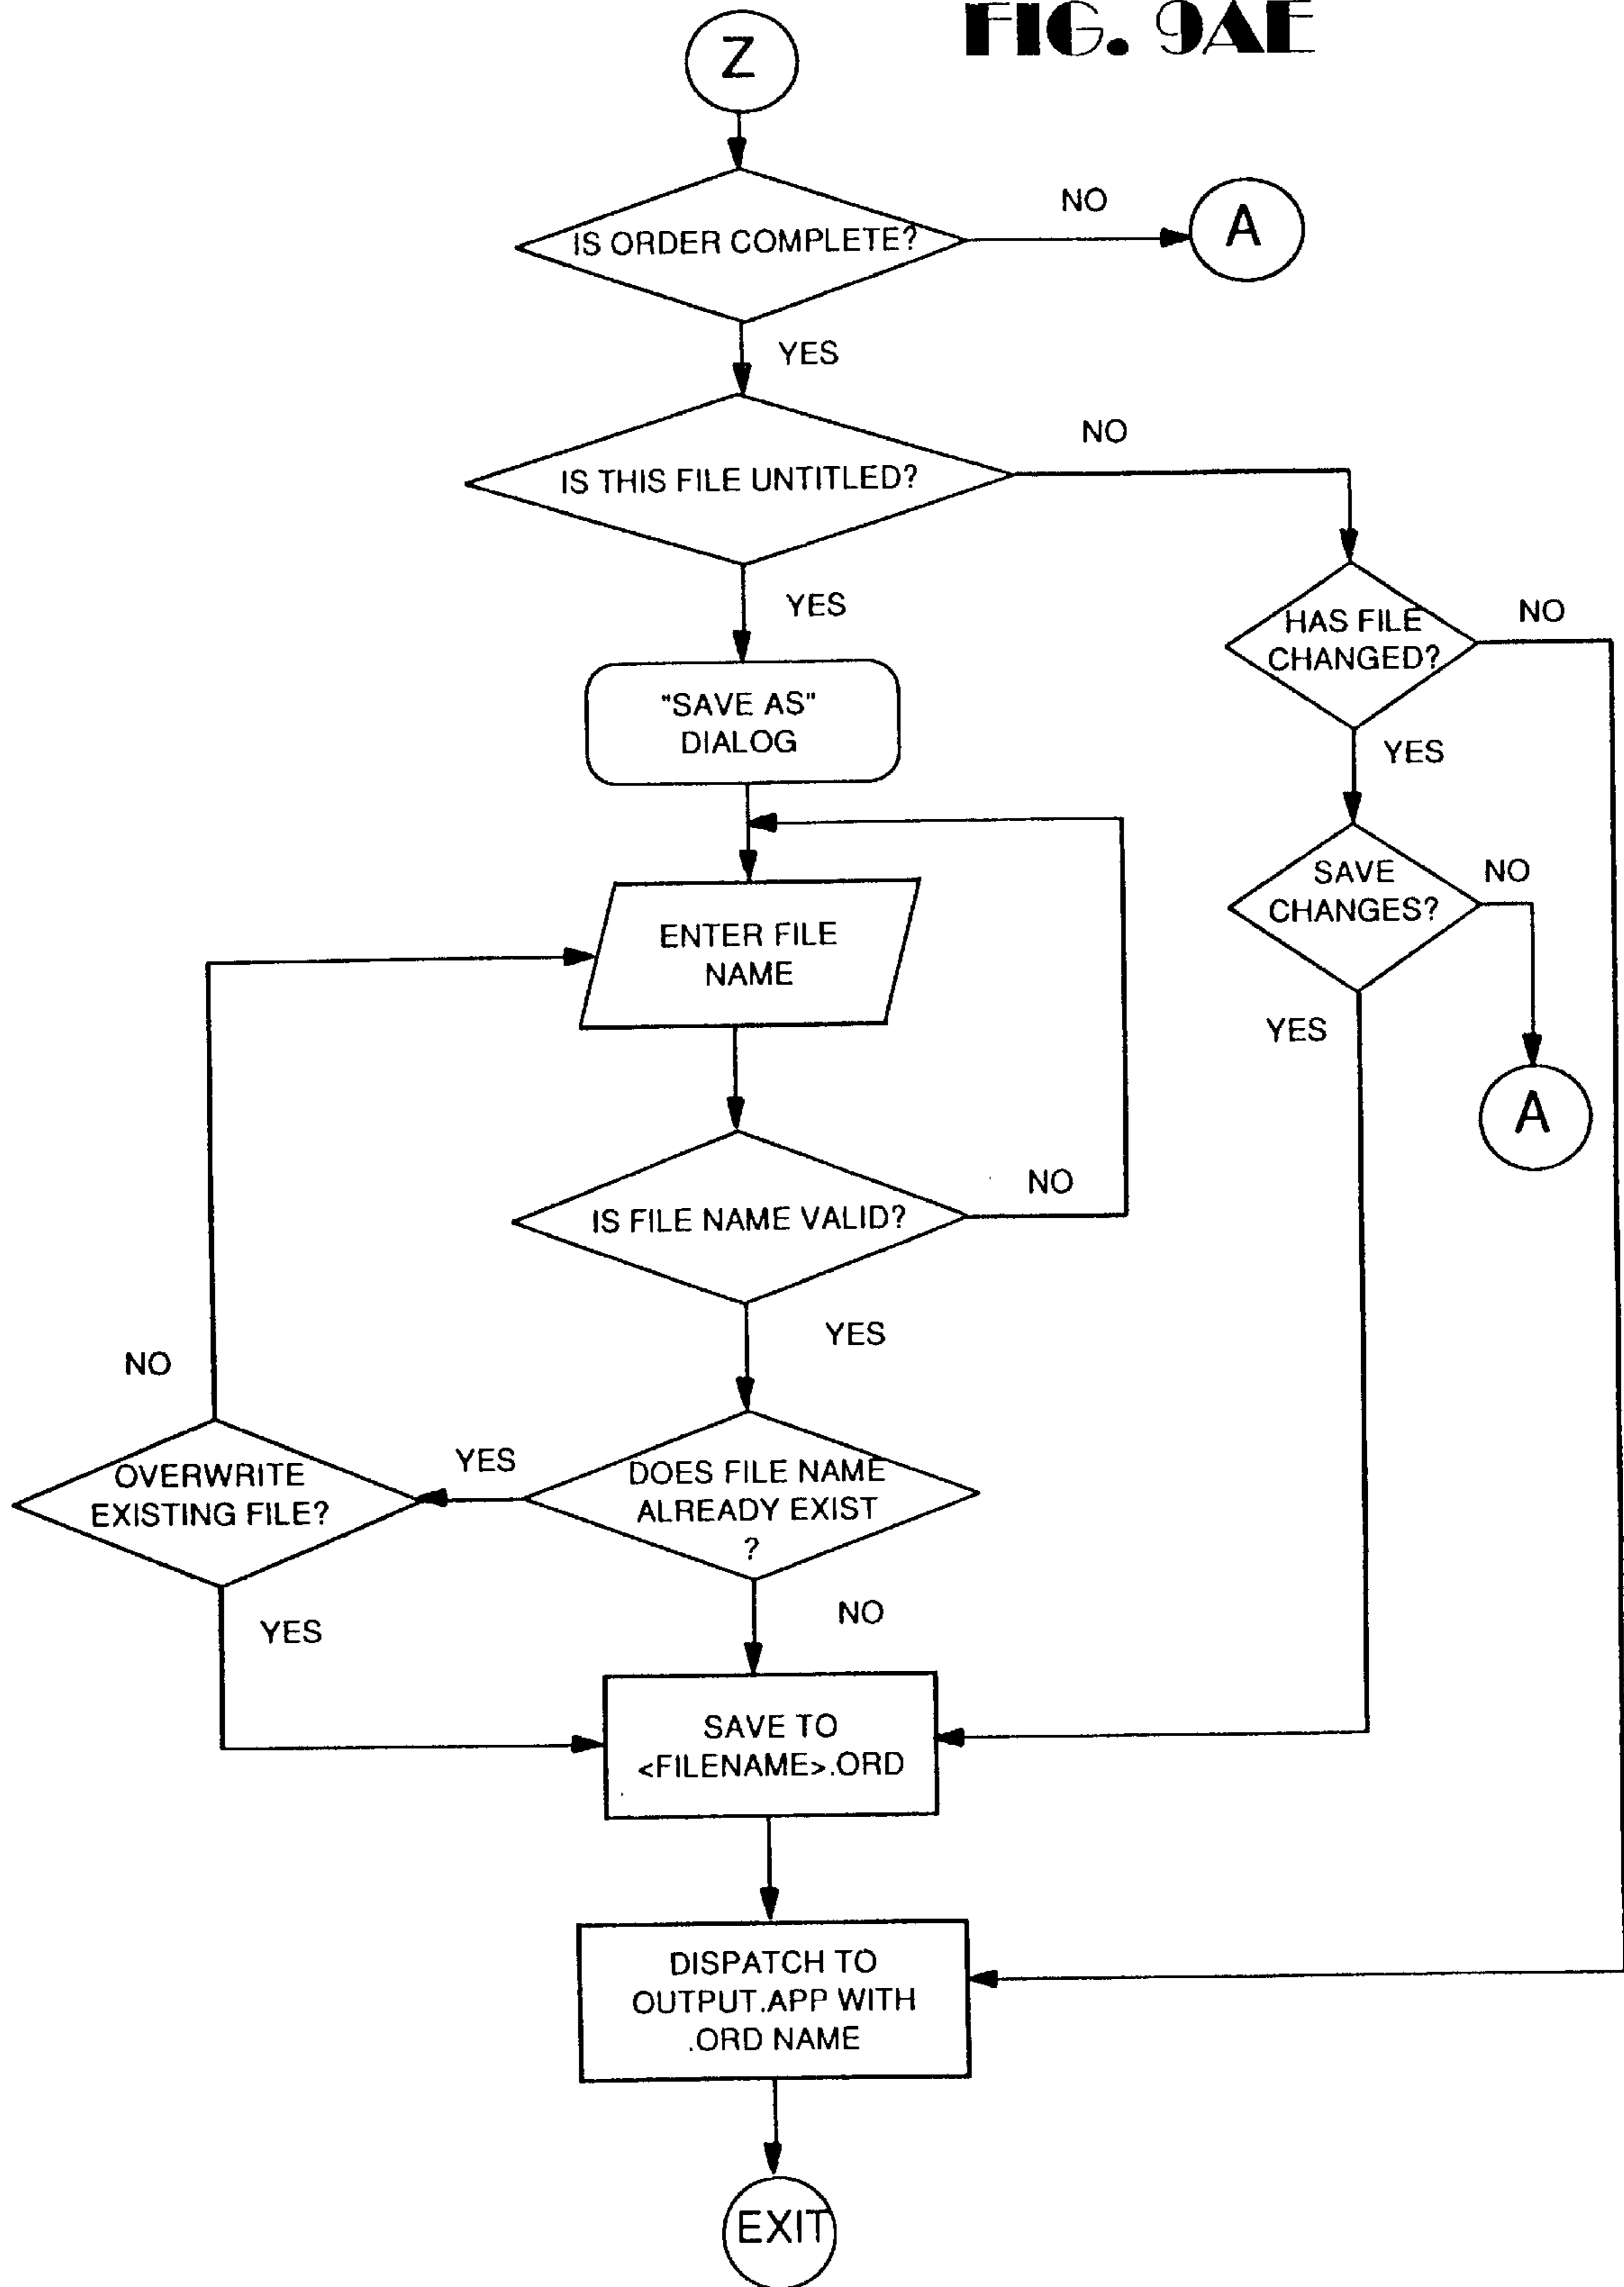 FIG. 9AE
Z
IS ORDER COMPLETE?
NO
A
YES
IS THIS FILE UNTITLED?
NO
YES
HAS FILE
CHANGED?
NO
"SAVE AS"
DIALOG
YES
SAVE
CHANGES?
NO
ENTER FILE
NAME
YES
A
IS FILE NAME VALID?
NO
YES
NO
OVERWRITE
EXISTING FILE?
YES
DOES FILE NAME
ALREADY EXIST
?
YES
NO
SAVE TO
<FILENAME>.ORD
DISPATCH TO
OUTPUT.APP WITH
.ORD NAME
EXIT